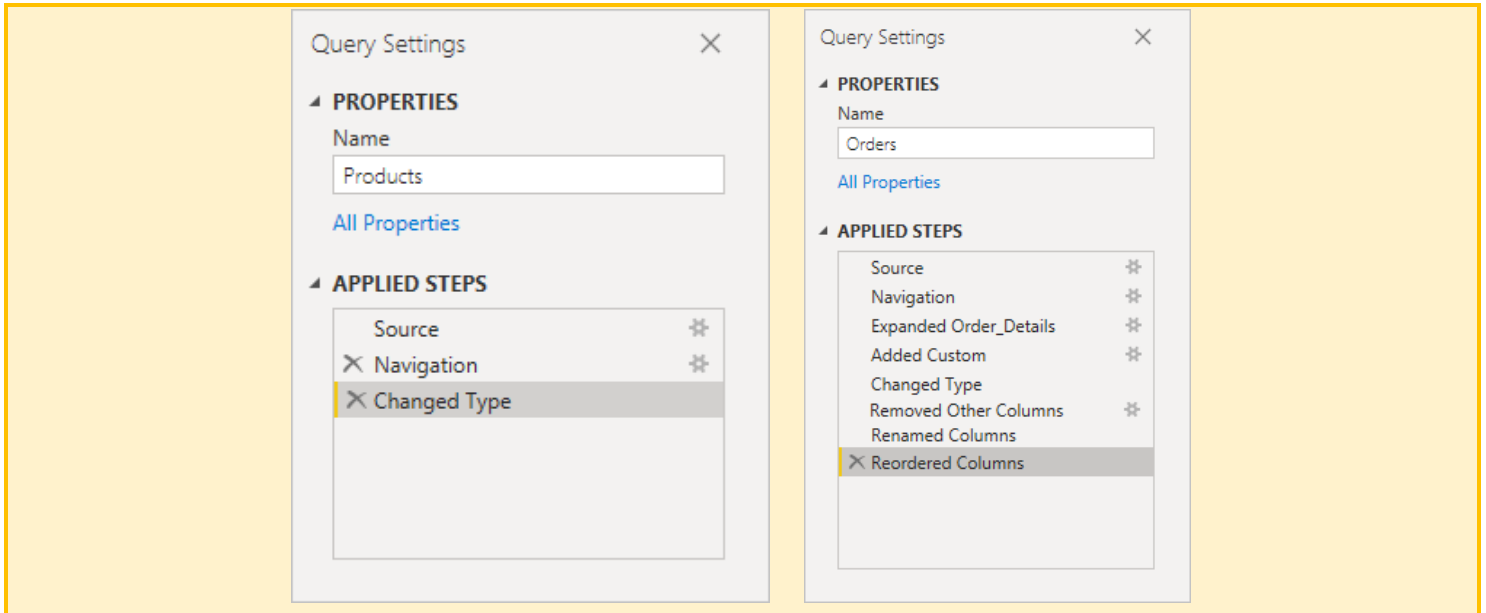 Query Settings
PROPERTIES
Name
Products
All Properties
APPLIED STEPS
Source
Navigation
Changed Type
Query Settings
PROPERTIES
Name
Orders
All Properties
APPLIED STEPS
Source
Navigation
Expanded Order_Details
Added Custom
Changed Type
Removed Other Columns
Renamed Columns
Reordered Columns